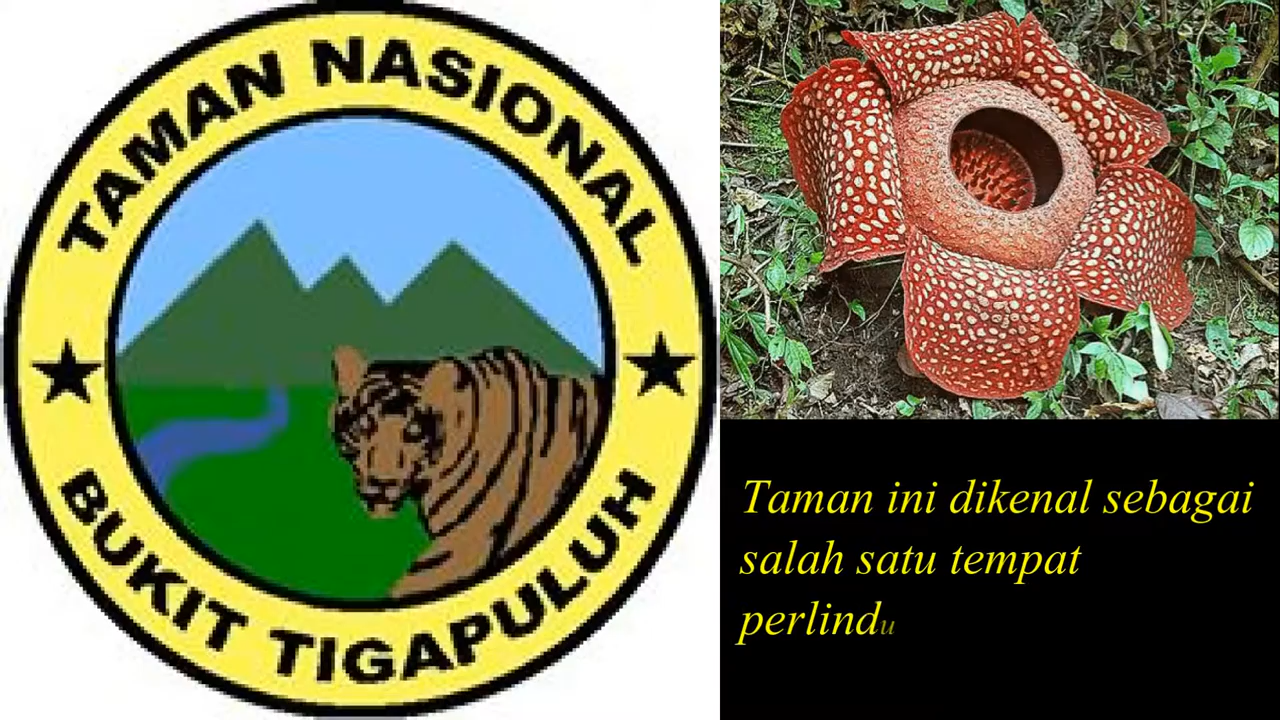 TAMAN NASIONAL
BUKIT TIGAPULUH
Taman ini dikenal sebagai
salah satu tempat
perlindu